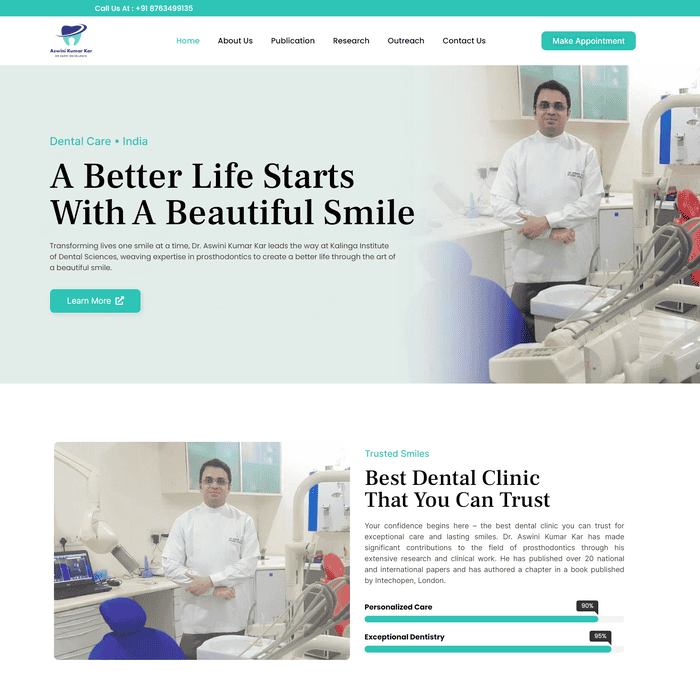 Call Us At : +91 8763499135
Aswini Kumar Kar
Home
About Us
Publication
Research
Outreach
Contact Us
Make Appointment
Dental Care • India
A Better Life Starts
With A Beautiful Smile
Transforming lives one smile at a time, Dr. Aswini Kumar Kar leads the way at Kalinga Institute
of Dental Sciences, weaving expertise in prosthodontics to create a better life through the art of
a beautiful smile.
Learn More
Trusted Smiles
Best Dental Clinic
That You Can Trust
Your confidence begins here – the best dental clinic you can trust for
exceptional care and lasting smiles. Dr. Aswini Kumar Kar has made
significant contributions to the field of prosthodontics through his
extensive research and clinical work. He has published over 20 national
and international papers and has authored a chapter in a book published
by Intechopen, London.
Personalized Care
90%
Exceptional Dentistry
95%